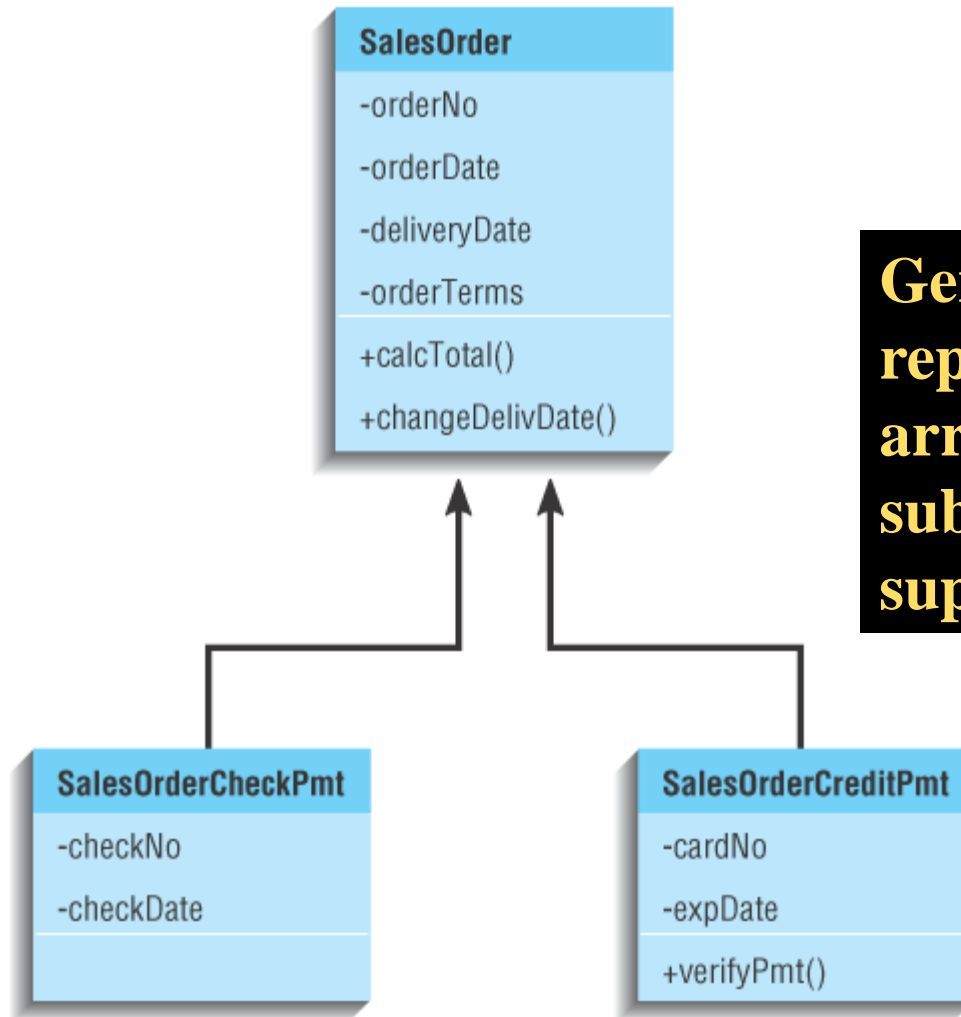 SalesOrder
-orderNo
-orderDate
-deliveryDate
-orderTerms
+calcTotal()
+changeDelivDate()
SalesOrderCheckPmt
-checkNo
-checkDate
SalesOrderCreditPmt
-cardNo
-expDate
+verifyPmt()